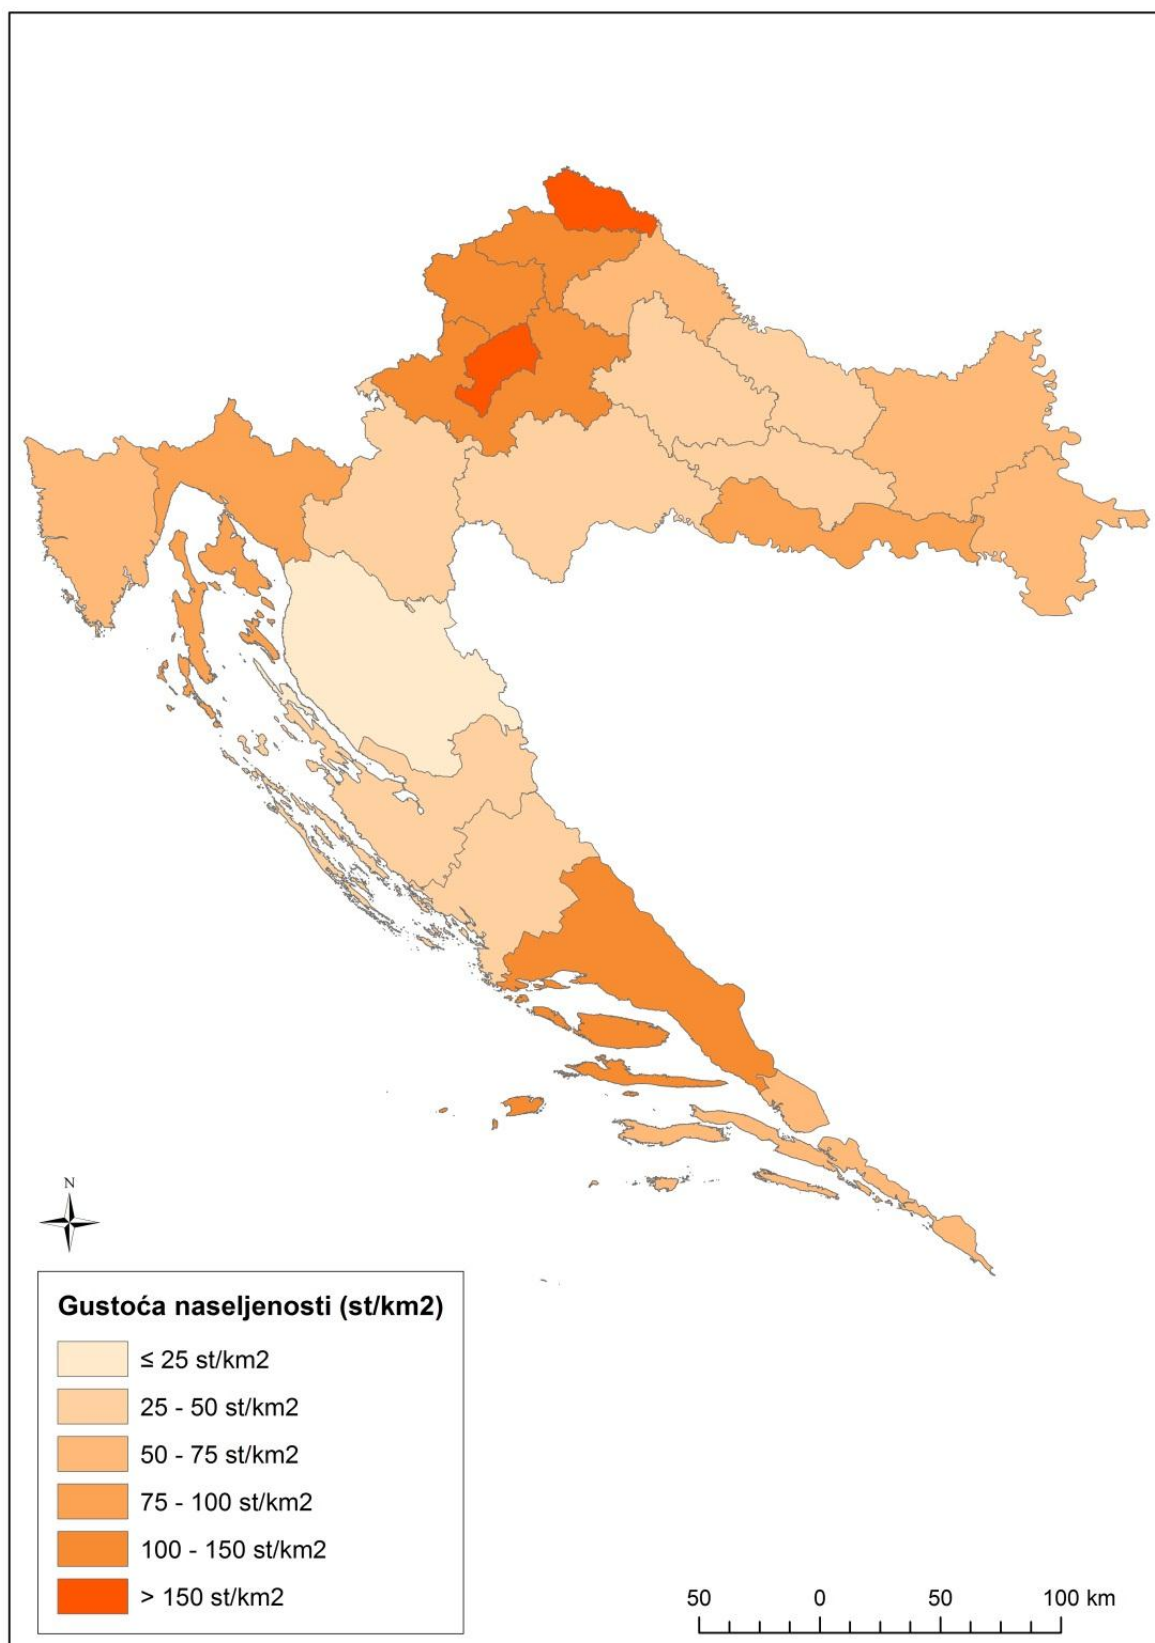 N
Gustoća naseljenosti (st/km2)
≤ 25 st/km2
25 - 50 st/km2
50 - 75 st/km2
75 - 100 st/km2
100 - 150 st/km2
> 150 st/km2
50 0 50 100 km